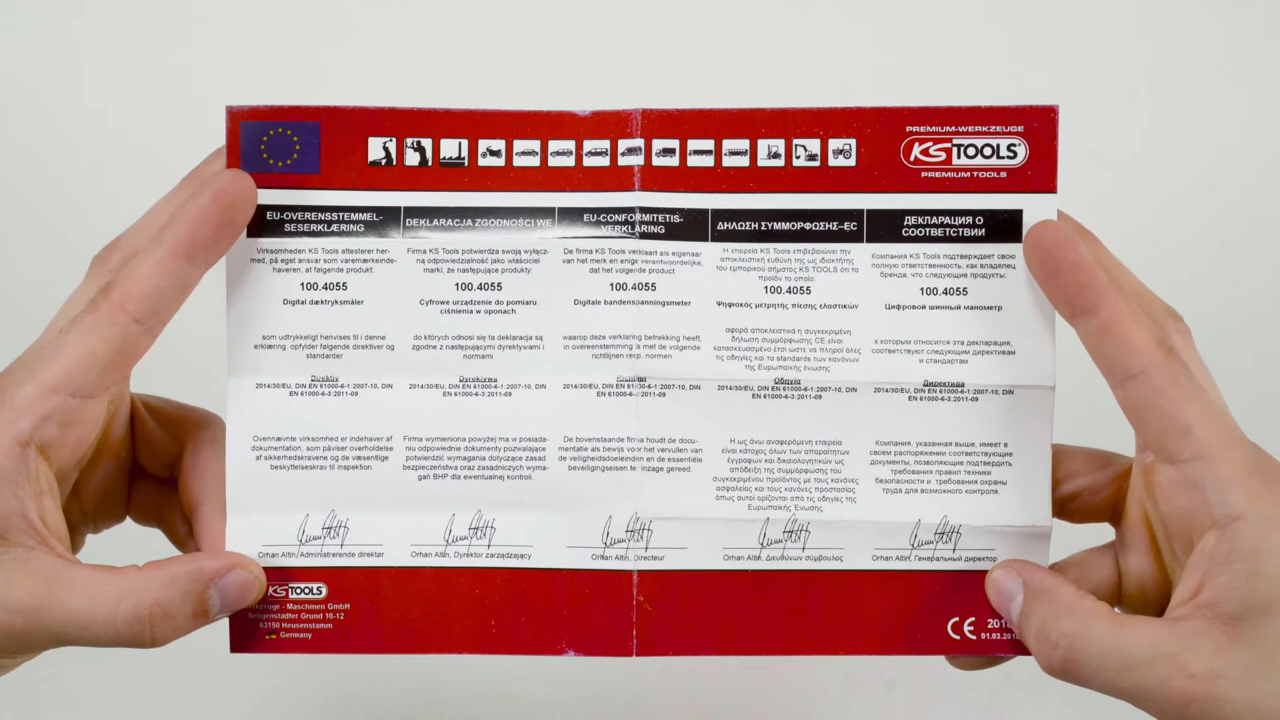 PREMIUM-WERKZEUGE
KS TOOLS®
PREMIUM TOOLS
EU-OVERENSSTEMMEL-
SESERKLÆRING
Virksomheden KS Tools attesterer her-
med, på eget ansvar som varemærkeinde-
haveren, at følgende produkt:
100.4055
Digital dæktryksmåler
som udtrykkeligt henvises til i denne
erklæring opfylder følgende direktiver og
standarder
Direktiv
2014/30/EU, DIN EN 61000-6-1:2007-10, DIN
EN 61000-6-3:2011-09
Ovennævnte virksomhed er indehaver af
dokumentation, som påviser overholdelse
af sikkerhedskravene og de væsentlige
beskyttelseskrav til inspektion.
Orhan Altin, Administrerende direktør
DEKLARACJA ZGODNOŚCI WE
Firma KS Tools potwierdza swoją wyłącz-
ną odpowiedzialność jako właściciel
marki, że następujące produkty:
100.4055
Cyfrowe urządzenie do pomiaru
ciśnienia w oponach
do których odnosi się ta deklaracja są
zgodne z następującymi dyrektywami i
normami
Dyrektywa
2014/30/EU, DIN EN 61000-6-1:2007-10, DIN
EN 61000-6-3:2011-09
Firma wymieniona powyżej ma w posiada-
niu odpowiednie dokumenty pozwalające
potwierdzić wymagania dotyczące zasad
bezpieczeństwa oraz zasadniczych wyma-
gań BHP dla ewentualnej kontroli.
Orhan Altin, Dyrektor zarządzający
EU-CONFORMITETIS-
VERKLARING
De firma KS Tools verklaart als eigenaar
van het merk en enige verantwoordelijke,
dat het volgende product:
100.4055
Digitale bandenspanningsmeter
waarop deze verklaring betrekking heeft,
in overeenstemming is met de volgende
richtlijnen resp. normen
Richtlijn
2014/30/EU, DIN EN 61000-6-1:2007-10, DIN
EN 61000-6-3:2011-09
De bovenstaande firma houdt de docu-
mentatie als bewijs voor het vervullen van
de veiligheidsdoeleinden en de essentiële
beveiligingseisen ter inzage gereed.
Orhan Altin, Directeur
ΔΗΛΩΣΗ ΣΥΜΜΟΡΦΩΣΗΣ–EC
Η εταιρεία KS Tools επιβεβαιώνει την
αποκλειστική ευθύνη της ως ιδιοκτήτης
του εμπορικού σήματος KS TOOLS ότι το
προϊόν το οποίο:
100.4055
Ψηφιακός μετρητής πίεσης ελαστικών
αφορά αποκλειστικά η συγκεκριμένη
δήλωση συμμόρφωσης CE είναι
κατασκευασμένο έτσι ώστε να πληροί όλες
τις οδηγίες και τα standards των κανόνων
της Ευρωπαϊκής ένωσης
Οδηγία
2014/30/EU, DIN EN 61000-6-1:2007-10, DIN
EN 61000-6-3:2011-09
Η ως άνω αναφερόμενη εταιρεία
είναι κάτοχος όλων των απαραίτητων
έγγραφων και δικαιολογητικών ως
απόδειξη της συμμόρφωσης του
συγκεκριμένου προϊόντος με τους κανόνες
ασφαλείας και τους κανόνες προστασίας
όπως αυτοί ορίζονται από τις οδηγίες της
Ευρωπαϊκής Ένωσης.
Orhan Altin, Διευθύνων σύμβουλος
ДЕКЛАРАЦИЯ О
СООТВЕТСТВИИ
Компания KS Tools подтверждает свою
полную ответственность, как владелец
бренда, что следующие продукты:
100.4055
Цифровой шинный манометр
к которым относится эта декларация,
соответствуют следующим директивам
и стандартам
Директива
2014/30/EU, DIN EN 61000-6-1:2007-10, DIN
EN 61000-6-3:2011-09
Компания, указанная выше, имеет в
своем распоряжении соответствующие
документы, позволяющие подтвердить
требования правил техники
безопасности и требования охраны
труда для возможного контроля.
Orhan Altin, Генеральный директор
KS TOOLS
- Maschinen GmbH
Seligenstädter Grund 10-12
63150 Heusenstamm
Germany
CE